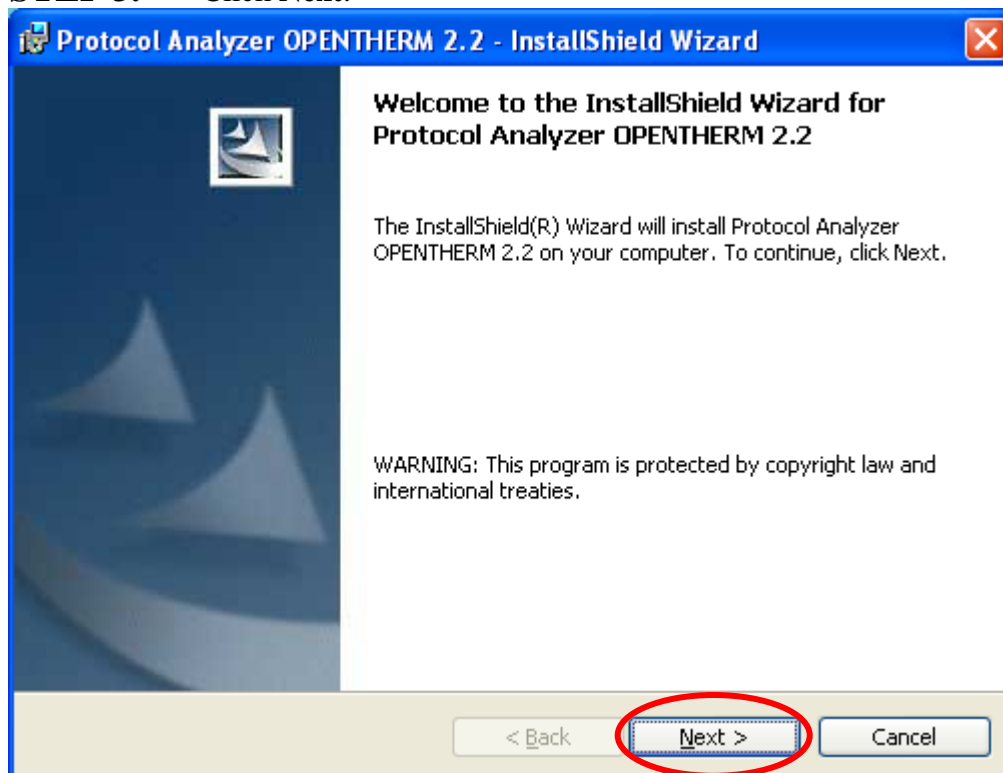 Click Next.
Protocol Analyzer OPENTHERM 2.2 - InstallShield Wizard
Welcome to the InstallShield Wizard for
Protocol Analyzer OPENTHERM 2.2
The InstallShield(R) Wizard will install Protocol Analyzer
OPENTHERM 2.2 on your computer. To continue, click Next.
WARNING: This program is protected by copyright law and
international treaties.
< Back Next > Cancel